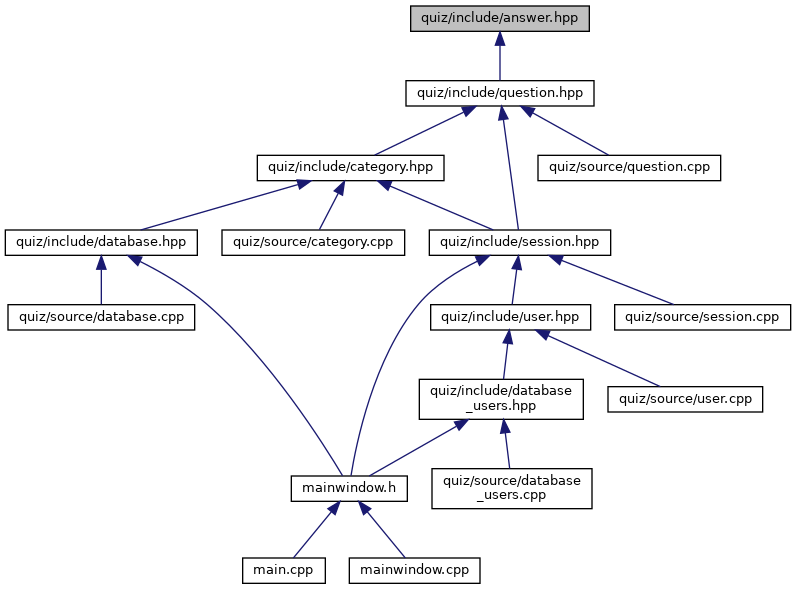 quiz/include/answer.hpp
quiz/include/question.hpp
quiz/include/category.hpp
quiz/source/question.cpp
quiz/include/database.hpp
quiz/source/category.cpp
quiz/include/session.hpp
quiz/source/database.cpp
quiz/include/user.hpp
quiz/source/session.cpp
quiz/include/database
_users.hpp
quiz/source/user.cpp
mainwindow.h
quiz/source/database
_users.cpp
main.cpp
mainwindow.cpp